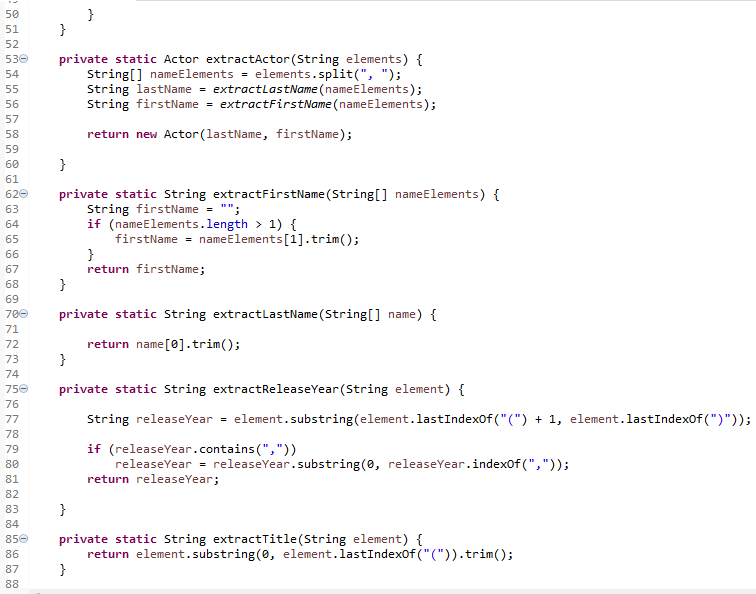 50         }
51     }
52
53     private static Actor extractActor(String elements) {
54         String[] nameElements = elements.split(", ");
55         String lastName = extractLastName(nameElements);
56         String firstName = extractFirstName(nameElements);
57
58         return new Actor(lastName, firstName);
59
60     }
61
62     private static String extractFirstName(String[] nameElements) {
63         String firstName = "";
64         if (nameElements.length > 1) {
65             firstName = nameElements[1].trim();
66         }
67         return firstName;
68     }
69
70     private static String extractLastName(String[] name) {
71
72         return name[0].trim();
73     }
74
75     private static String extractReleaseYear(String element) {
76
77         String releaseYear = element.substring(element.lastIndexOf("(") + 1, element.lastIndexOf(")"));
78
79         if (releaseYear.contains(","))
80             releaseYear = releaseYear.substring(0, releaseYear.indexOf(","));
81         return releaseYear;
82
83     }
84
85     private static String extractTitle(String element) {
86         return element.substring(0, element.lastIndexOf("(")).trim();
87     }
88